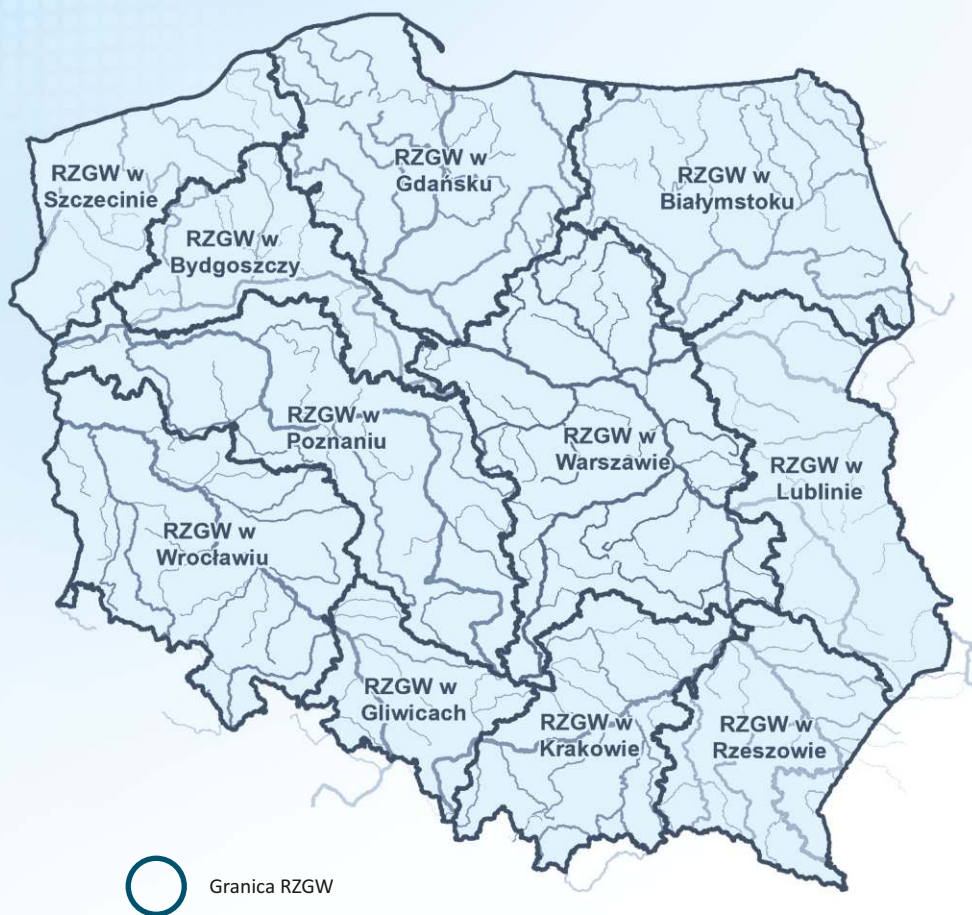 RZGW w
Szczecinie
RZGW w
Gdańsku
RZGW w
Białymstoku
RZGW w
Bydgoszczy
RZGW w
Poznaniu
RZGW w
Warszawie
RZGW w
Lublinie
RZGW w
Wrocławiu
RZGW w
Gliwicach
RZGW w
Krakowie
RZGW w
Rzeszowie
Granica RZGW